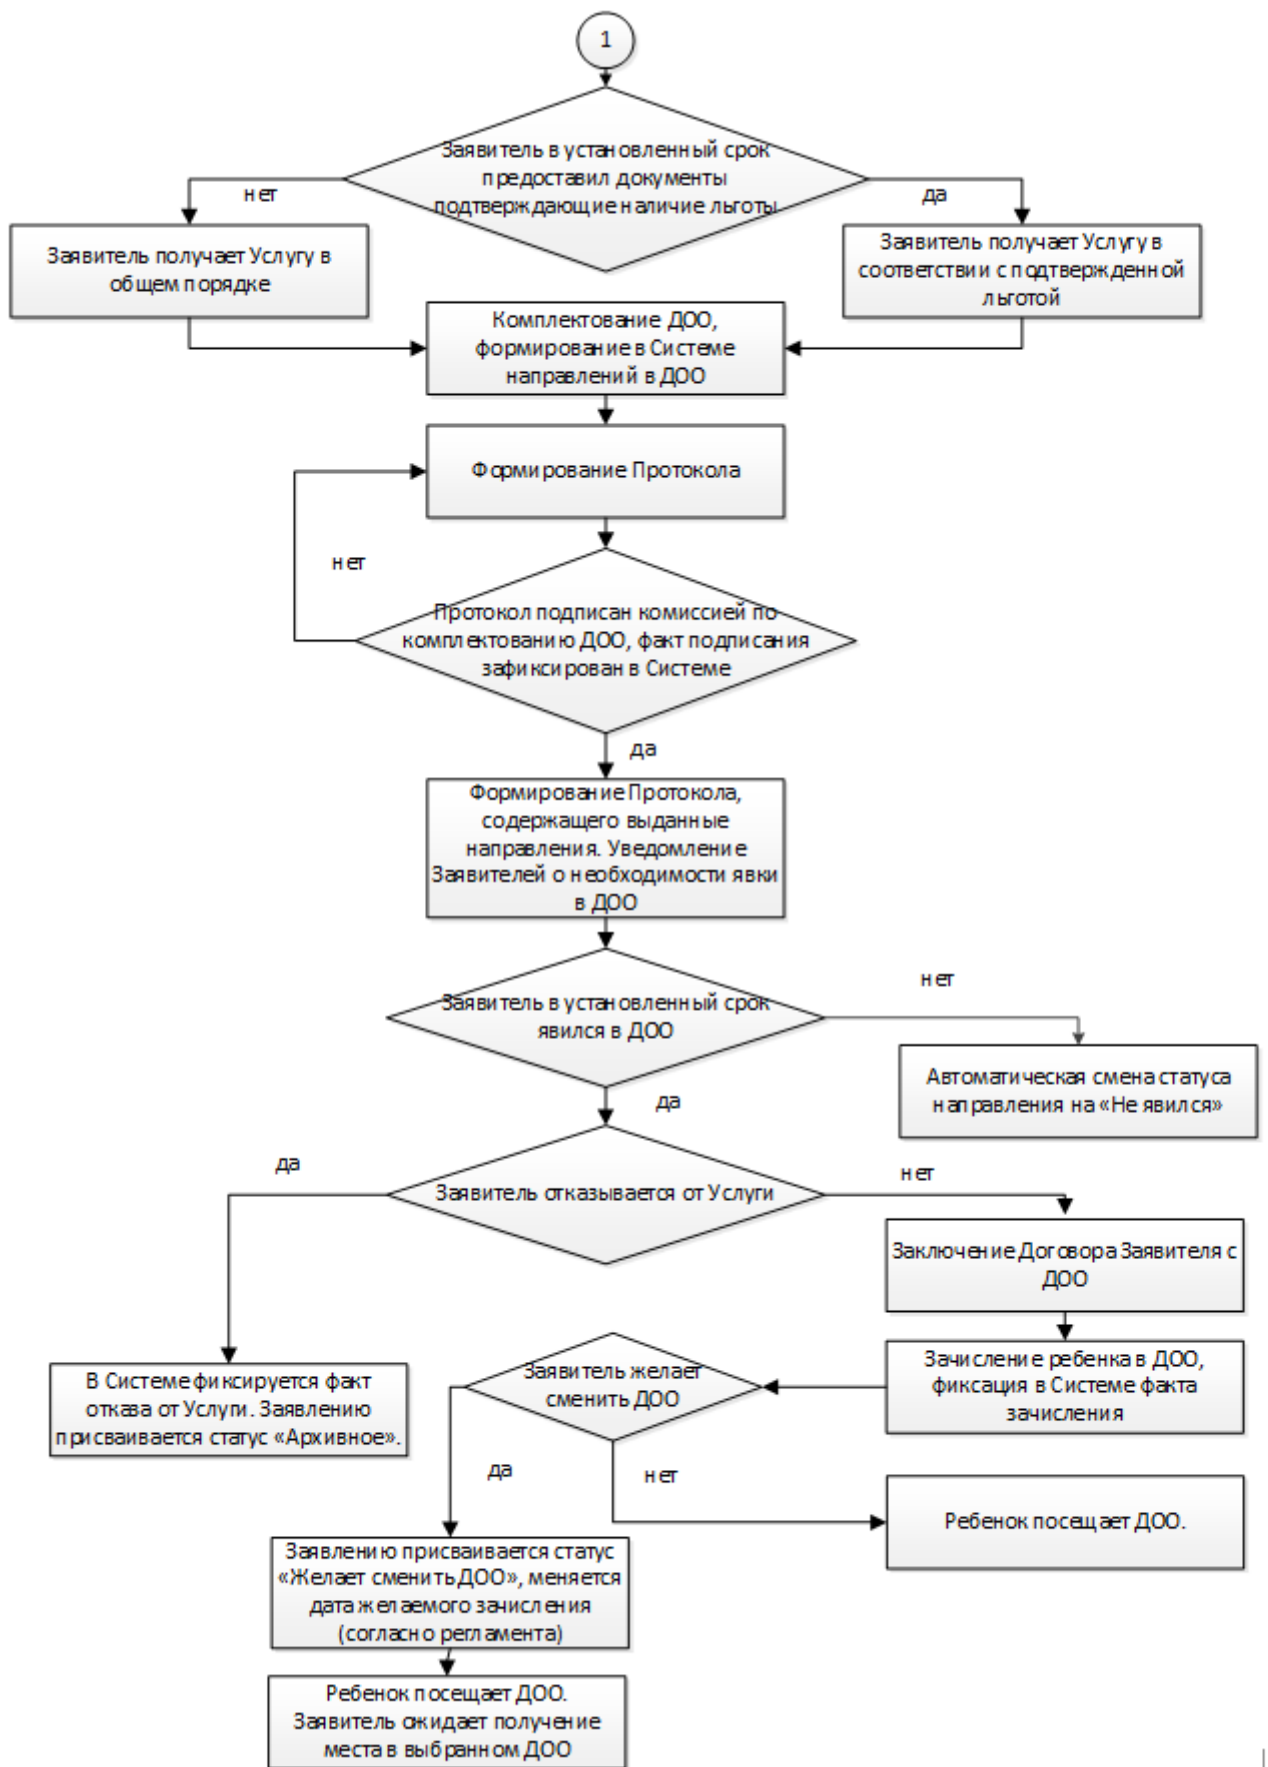 1
Заявитель в установленный срок
предоставил документы
подтверждающие наличие льготы
нет
да
Заявитель получает Услугу в
общем порядке
Заявитель получает Услугу в
соответствии с подтвержденной
льготой
Комплектование ДОО,
формирование в Системе
направлений в ДОО
Формирование Протокола
нет
Протокол подписан комиссией по
комплектованию ДОО, факт подписания
зафиксирован в Системе
да
Формирование Протокола,
содержащего выданные
направления. Уведомление
Заявителей о необходимости явки
в ДОО
Заявитель в установленный срок
явился в ДОО
нет
Автоматическая смена статуса
направления на «Не явился»
да
Заявитель отказывается от Услуги
да
нет
Заключение Договора Заявителя с
ДОО
Зачисление ребенка в ДОО,
фиксация в Системе факта
зачисления
Заявитель желает
сменить ДОО
В Системе фиксируется факт
отказа от Услуги. Заявлению
присваивается статус «Архивное».
да
нет
Ребенок посещает ДОО.
Заявлению присваивается статус
«Желает сменить ДОО», меняется
дата желаемого зачисления
(согласно регламента)
Ребенок посещает ДОО.
Заявитель ожидает получение
места в выбранном ДОО